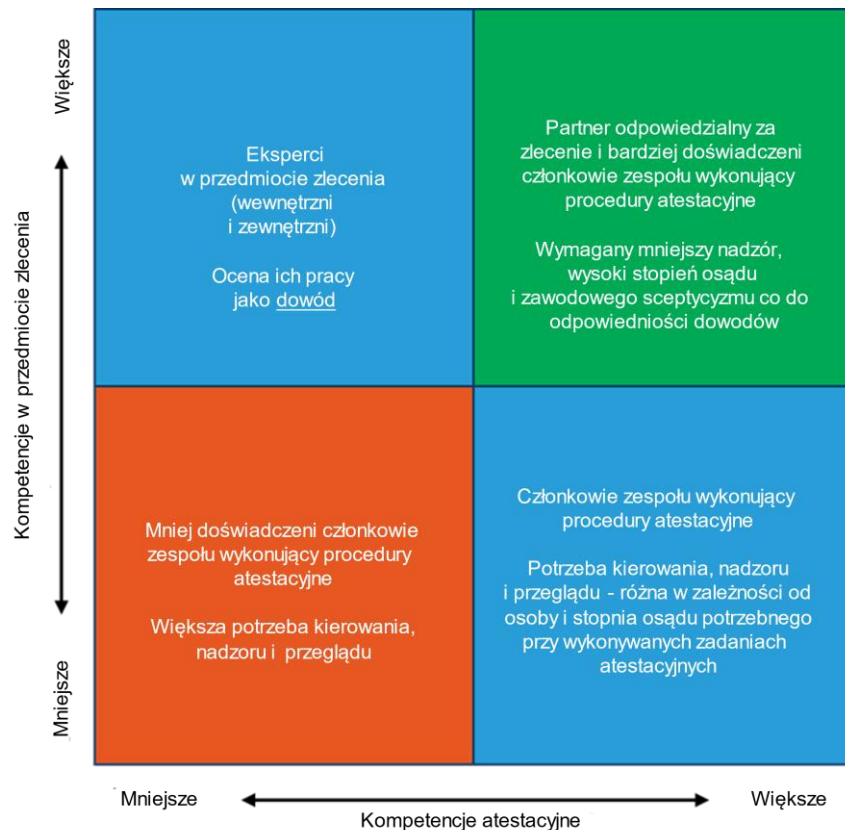 Większe
Kompetencje w przedmiocie zlecenia
Mniejsze
Eksperci
w przedmiocie zlecenia
(wewnętrzni
i zewnętrzni)
Ocena ich pracy
jako dowód
Partner odpowiedzialny za
zlecenie i bardziej doświadczeni
członkowie zespołu wykonujący
procedury atestacyjne
Wymagany mniejszy nadzór,
wysoki stopień osądu
i zawodowego sceptycyzmu co do
odpowiedniości dowodów
Mniej doświadczeni członkowie
zespołu wykonujący procedury
atestacyjne
Większa potrzeba kierowania,
nadzoru i przeglądu
Członkowie zespołu wykonujący
procedury atestacyjne
Potrzeba kierowania, nadzoru
i przeglądu - różna w zależności od
osoby i stopnia osądu potrzebnego
przy wykonywanych zadaniach
atestacyjnych
Mniejsze
Kompetencje atestacyjne
Większe